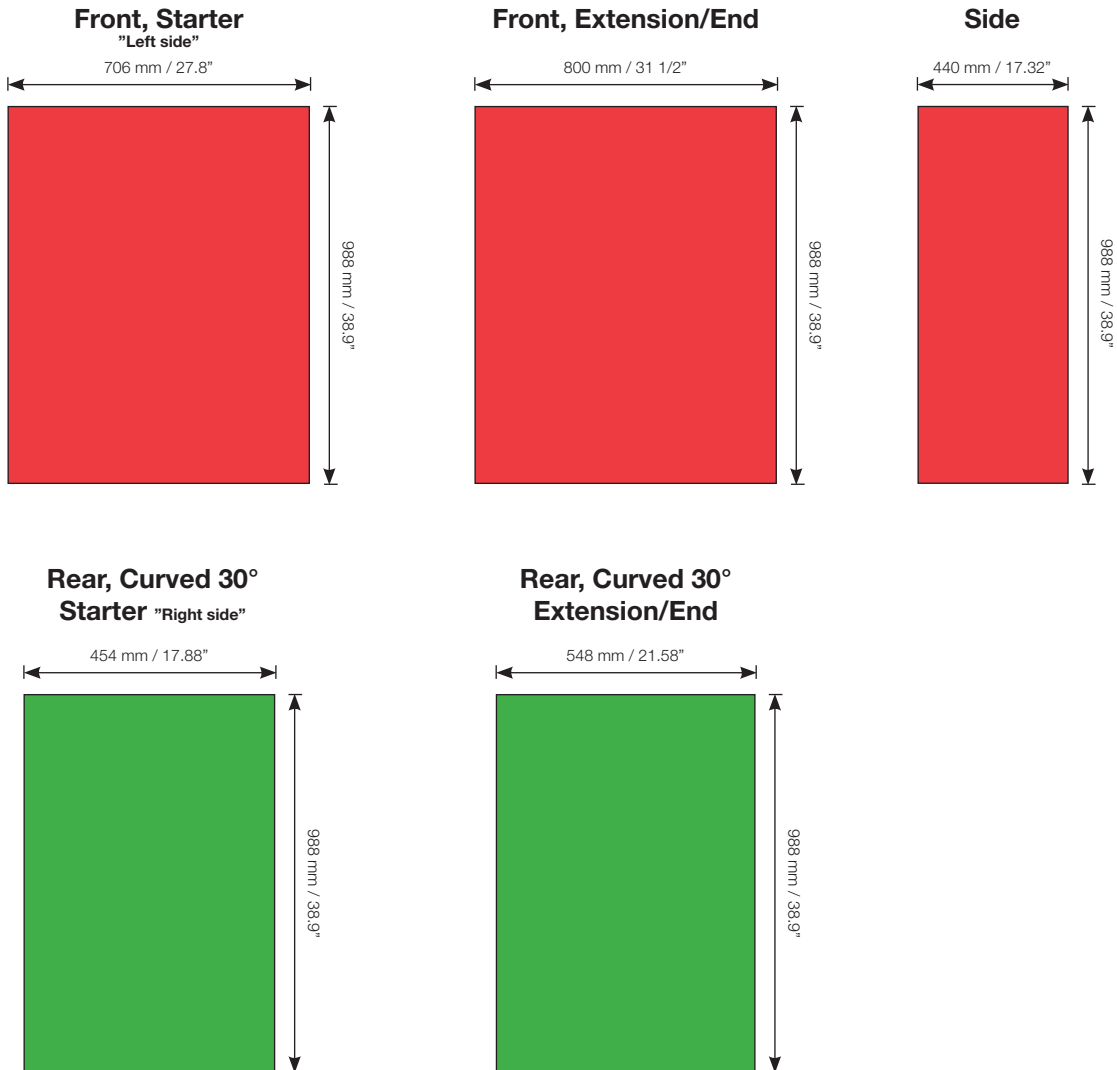 Front, Starter
”Left side”
706 mm / 27.8”
988 mm / 38.9”
Front, Extension/End
800 mm / 31 1/2”
988 mm / 38.9”
Side
440 mm / 17.32”
988 mm / 38.9”
Rear, Curved 30°
Starter ”Right side”
454 mm / 17.88”
988 mm / 38.9”
Rear, Curved 30°
Extension/End
548 mm / 21.58”
988 mm / 38.9”